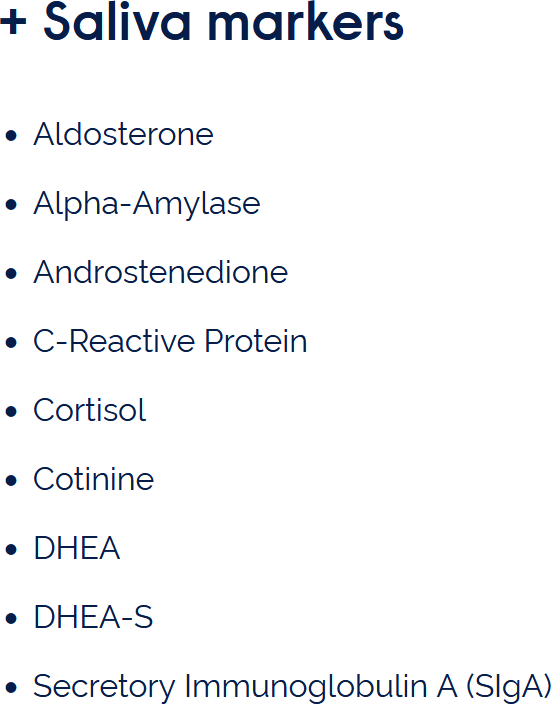 + Saliva markers
• Aldosterone
• Alpha-Amylase
• Androstenedione
• C-Reactive Protein
• Cortisol
• Cotinine
• DHEA
• DHEA-S
• Secretory Immunoglobulin A (SIgA)